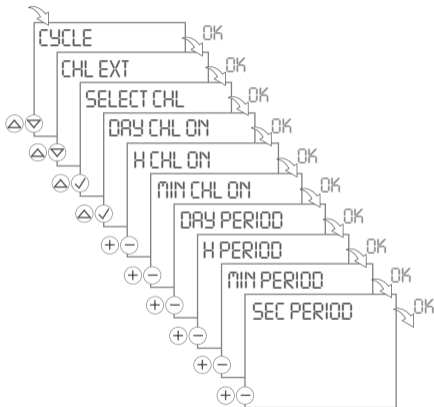 CYCLE
OK
CHL EXT
OK
SELECT CHL
OK
DAY CHL ON
OK
H CHL ON
OK
MIN CHL ON
OK
DAY PERIOD
OK
H PERIOD
OK
MIN PERIOD
OK
SEC PERIOD
OK